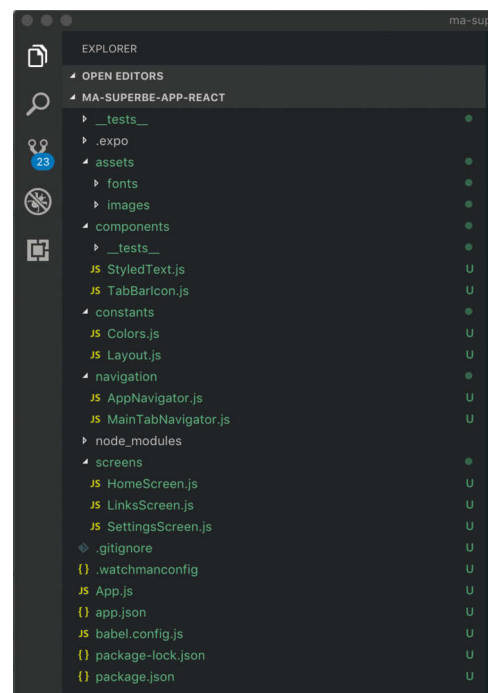 ma-sup
EXPLORER
OPEN EDITORS
MA-SUPERBE-APP-REACT
__tests__
.expo
23
assets
fonts
images
components
__tests__
JS StyledText.js U
JS TabBarIcon.js U
constants
JS Colors.js U
JS Layout.js U
navigation
JS AppNavigator.js U
JS MainTabNavigator.js U
node_modules
screens
JS HomeScreen.js U
JS LinksScreen.js U
JS SettingsScreen.js U
.gitignore U
{} .watchmanconfig U
JS App.js U
{} app.json U
JS babel.config.js U
{} package-lock.json U
{} package.json U